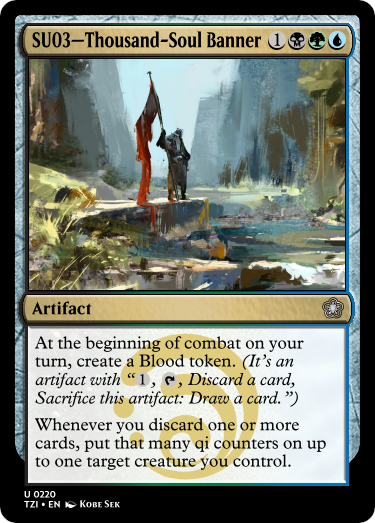 SU03—Thousand-Soul Banner 1
Artifact
At the beginning of combat on your
turn, create a Blood token. (It's an
artifact with “1, , Discard a card,
Sacrifice this artifact: Draw a card.”)
Whenever you discard one or more
cards, put that many qi counters on up
to one target creature you control.
U 0220
TZI • EN Kobe Sek